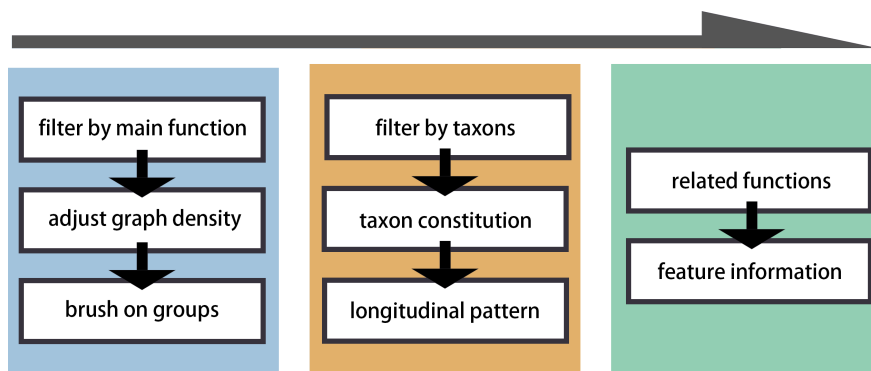 filter by main function
adjust graph density
brush on groups
filter by taxons
taxon constitution
longitudinal pattern
related functions
feature information